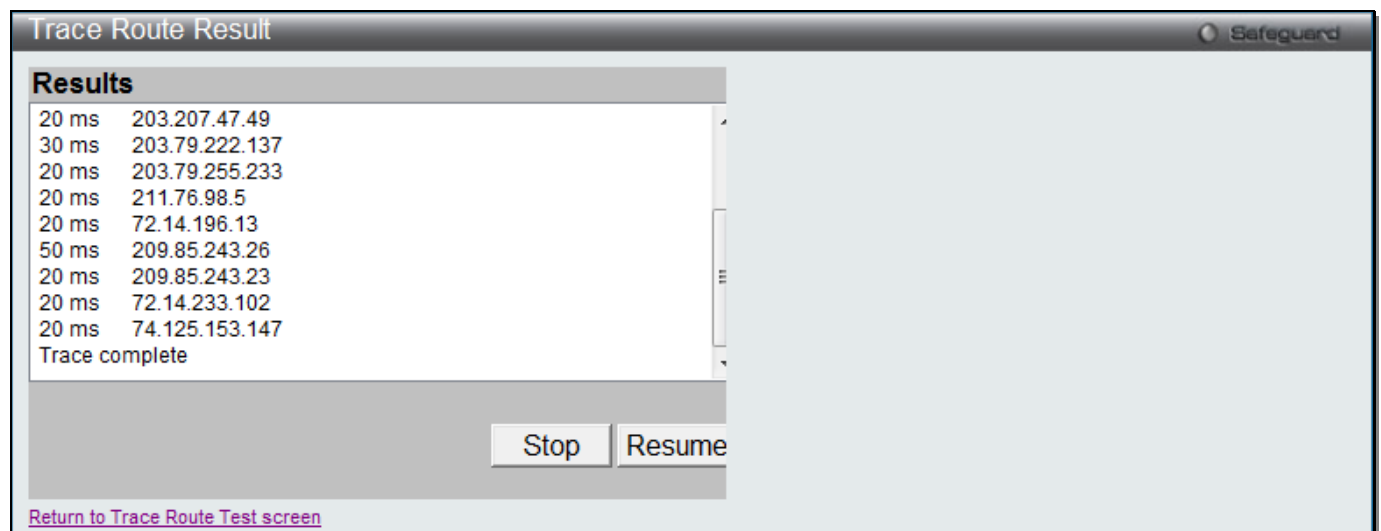 Trace Route Result
Safeguard
Results
20 ms 203.207.47.49
30 ms 203.79.222.137
20 ms 203.79.255.233
20 ms 211.76.98.5
20 ms 72.14.196.13
50 ms 209.85.243.26
20 ms 209.85.243.23
20 ms 72.14.233.102
20 ms 74.125.153.147
Trace complete
Stop Resume
Return to Trace Route Test screen